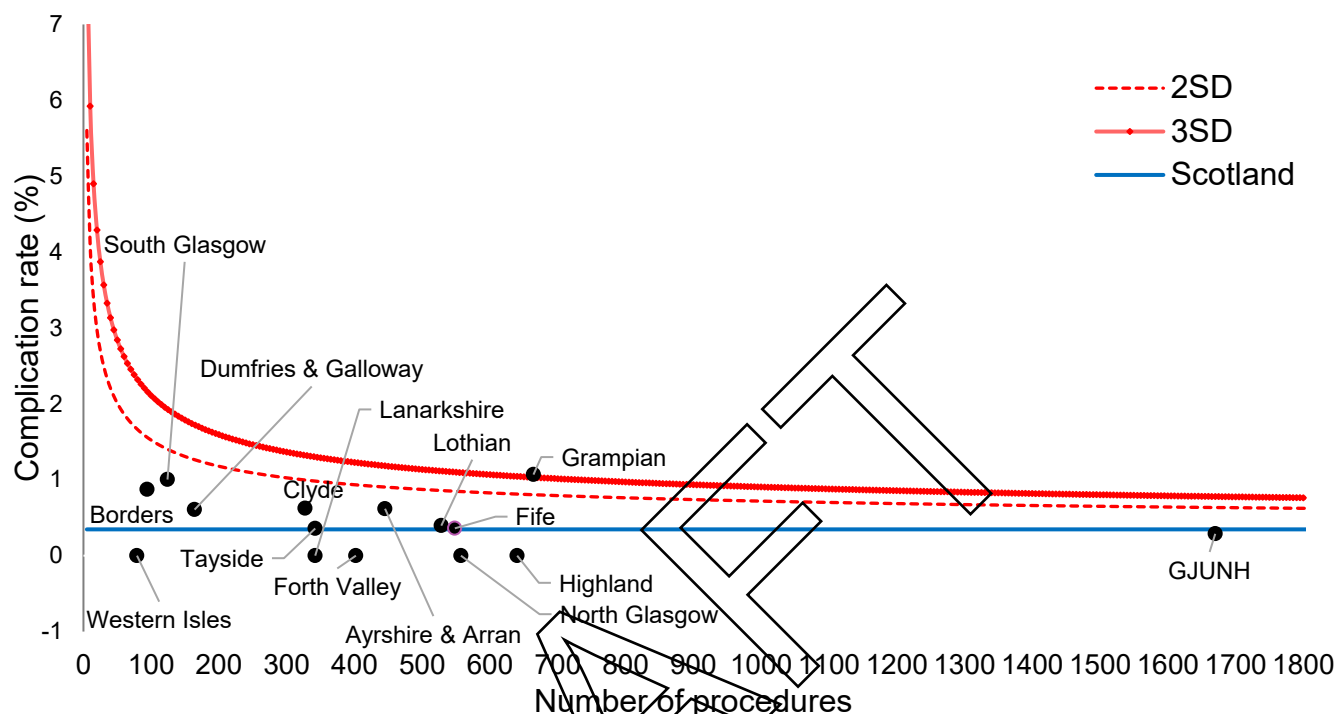 7
6
5
4
3
2
1
0
-1
Complication rate (%)
2SD
3SD
Scotland
South Glasgow
Dumfries & Galloway
Lanarkshire
Lothian
Grampian
Clyde
Borders
Fife
Tayside
Forth Valley
Highland
GJUNH
North Glasgow
Western Isles
Ayrshire & Arran
0 100 200 300 400 500 600 700 800 900 1000 1100 1200 1300 1400 1500 1600 1700 1800
Number of procedures